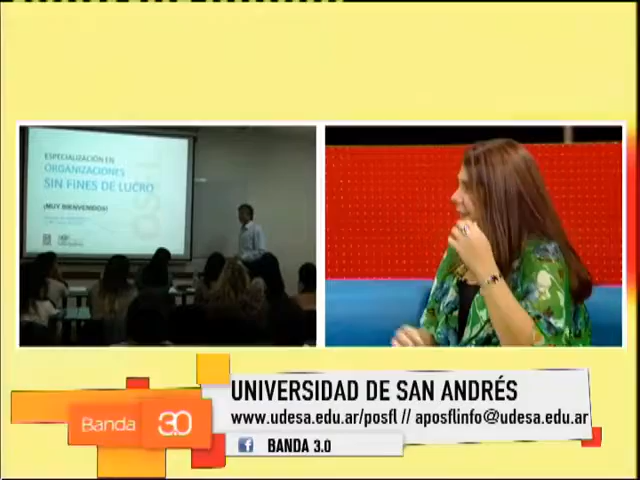 ESPECIALIZACIÓN EN
ORGANIZACIONES
SIN FINES DE LUCRO
¡MUY BIENVENIDOS!
Banda 3.0
UNIVERSIDAD DE SAN ANDRÉS
www.udesa.edu.ar/posfl // aposflinfo@udesa.edu.ar
f BANDA 3.0